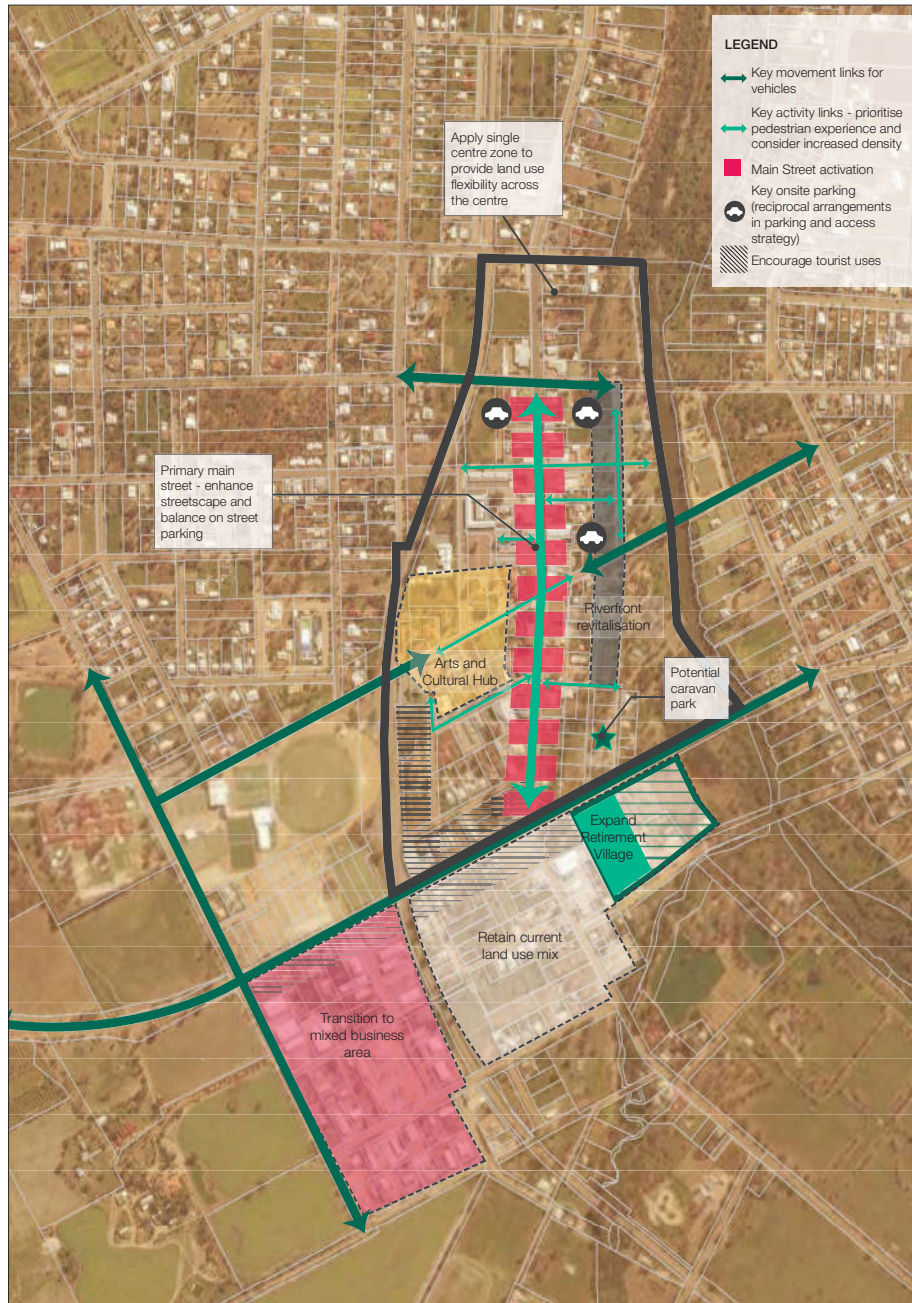 LEGEND
Key movement links for
vehicles
Key activity links - prioritise
pedestrian experience and
consider increased density
Main Street activation
Key onsite parking
(reciprocal arrangements
in parking and access
strategy)
Encourage tourist uses
Apply single
centre zone to
provide land use
flexibility across
the centre
Primary main
street - enhance
streetscape and
balance on street
parking
Riverfront
revitalisation
Arts and
Cultural Hub
Potential
caravan
park
Expand
Retirement
Village
Retain current
land use mix
Transition to
mixed business
area